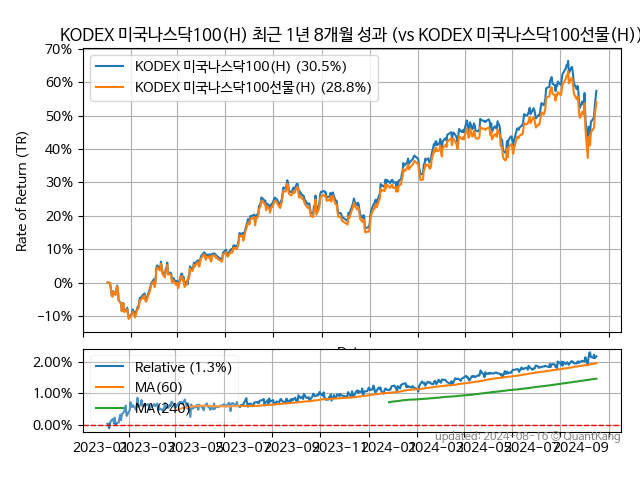 KODEX 미국나스닥100(H) 최근 1년 8개월 성과 (vs KODEX 미국나스닥100선물(H))
70%
60%
50%
40%
30%
20%
10%
0%
−10%
Rate of Return (TR)
KODEX 미국나스닥100(H) (30.5%)
KODEX 미국나스닥100선물(H) (28.8%)
2.00%
1.00%
0.00%
Relative (1.3%)
MA(60)
MA(240)
2023-01 2023-03 2023-05 2023-07 2023-09 2023-11 2024-01 2024-03 2024-05 2024-07 2024-09
updated: 2024-08-16 © QuantKang